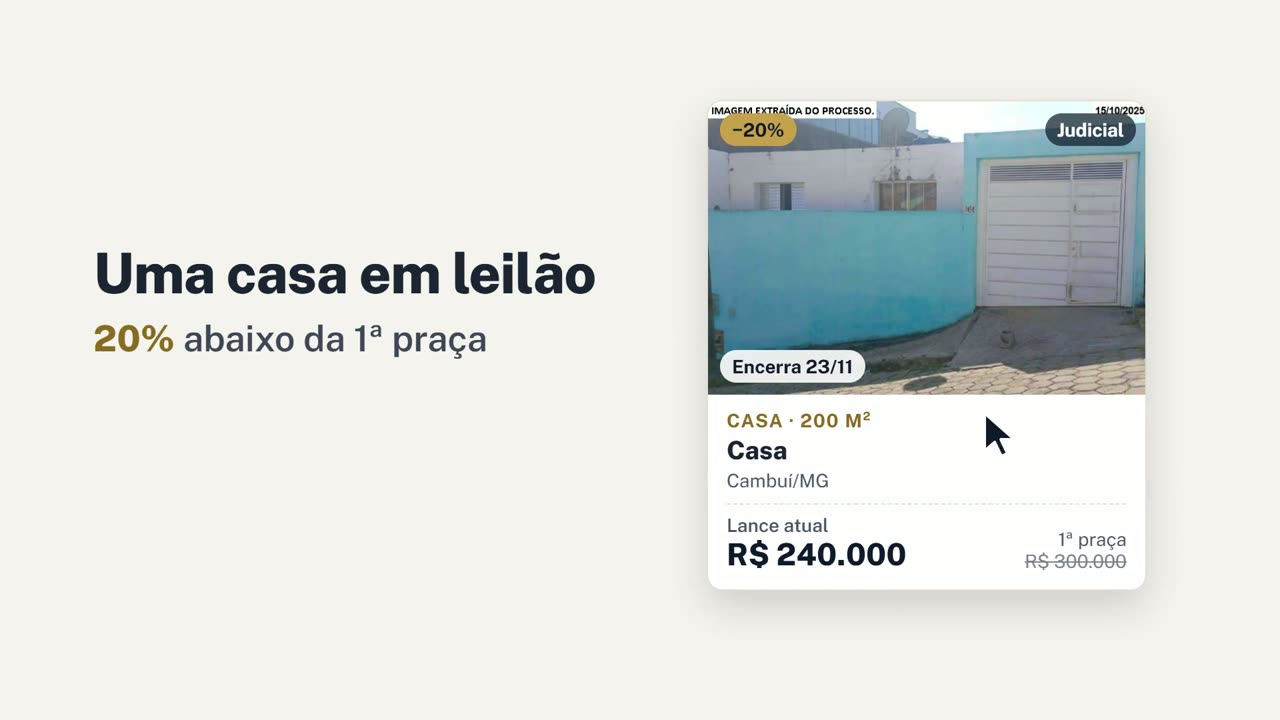 Uma casa em leilão
20% abaixo da 1ª praça
IMAGEM EXTRAÍDA DO PROCESSO.
15/10/2025
−20%
Judicial
Encerra 23/11
CASA · 200 M²
Casa
Cambuí/MG
Lance atual
R$ 240.000
1ª praça
R$ 300.000